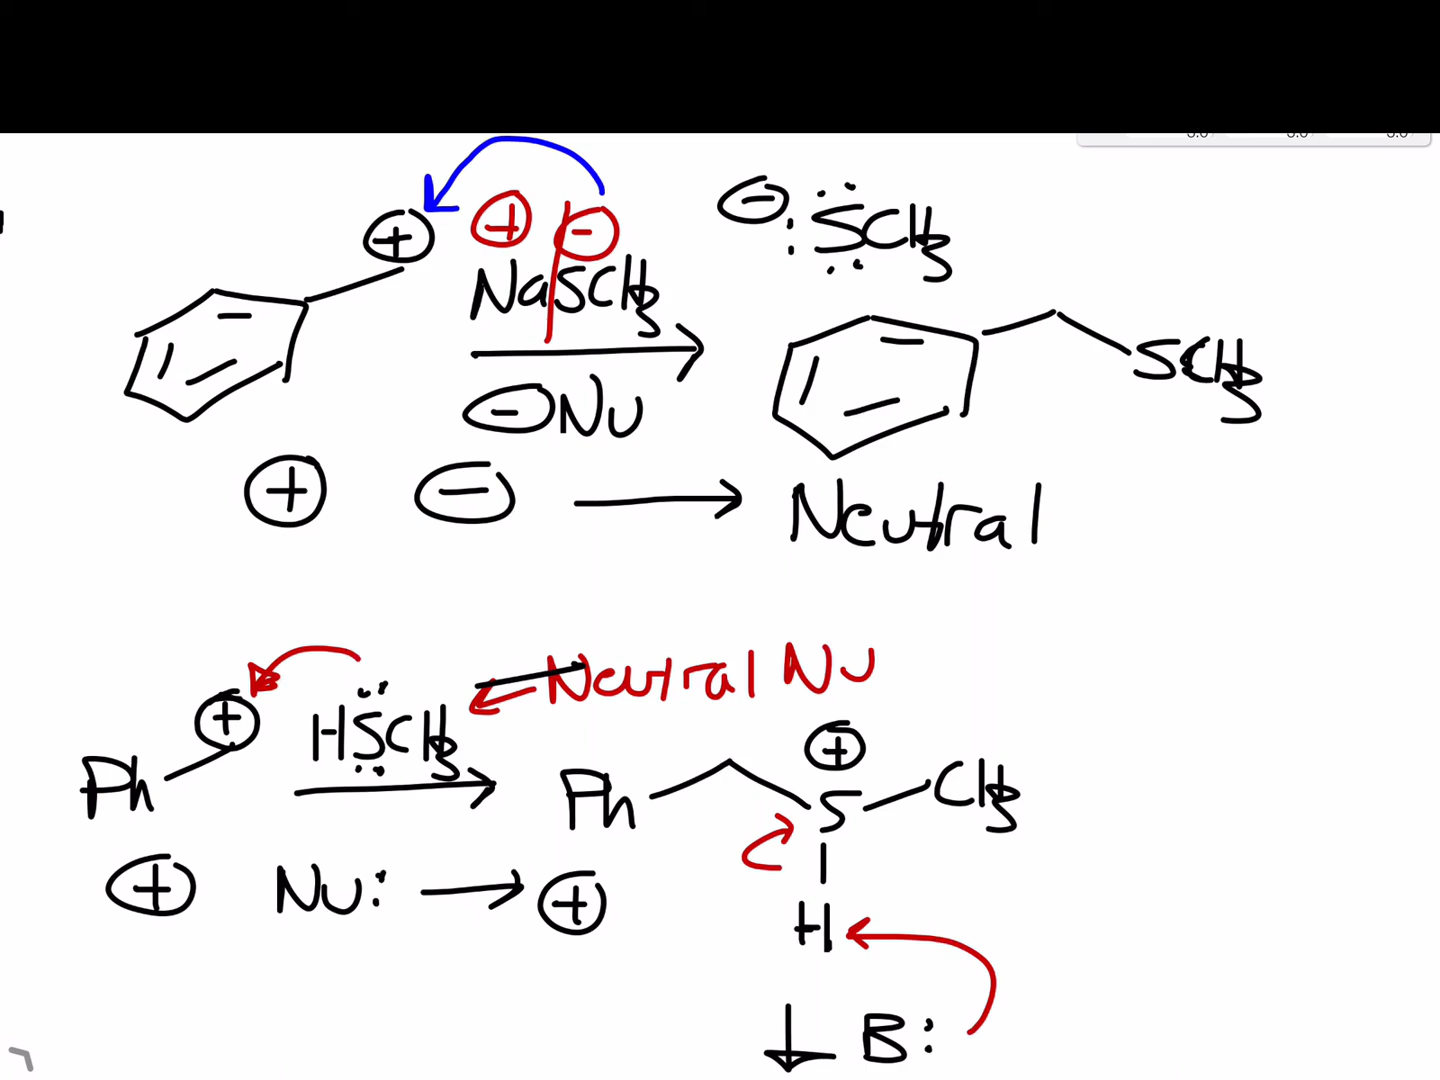 ⊕ ⊕ ⊖ ⊖:SCH3
NaSCH3
⊖Nu SCH3
⊕ ⊖ → Neutral
Neutral Nu
⊕ HSCH3 ⊕
Ph Ph S CH3
⊕ Nu: → ⊕
H
↓ B: